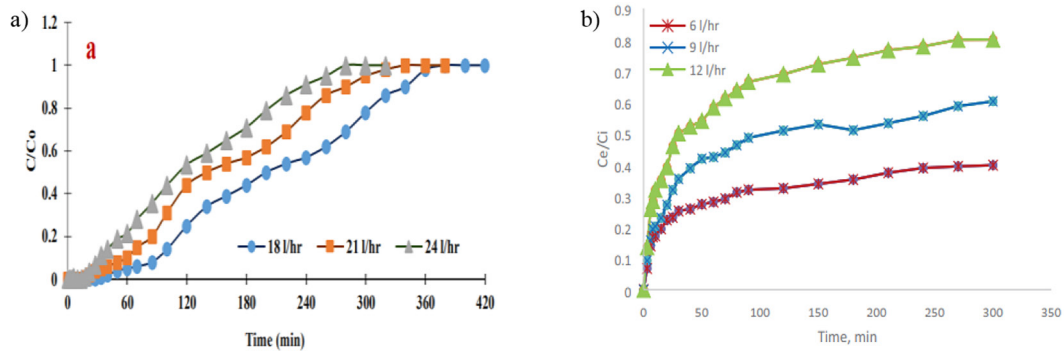 a)
a
C/Co
1.2
1
0.8
0.6
0.4
0.2
0
18 l/hr 21 l/hr 24 l/hr
0 60 120 180 240 300 360 420
Time (min)
b)
Ce/Ci
0.9
0.8
0.7
0.6
0.5
0.4
0.3
0.2
0.1
0
6 l/hr
9 l/hr
12 l/hr
0 50 100 150 200 250 300 350
Time, min